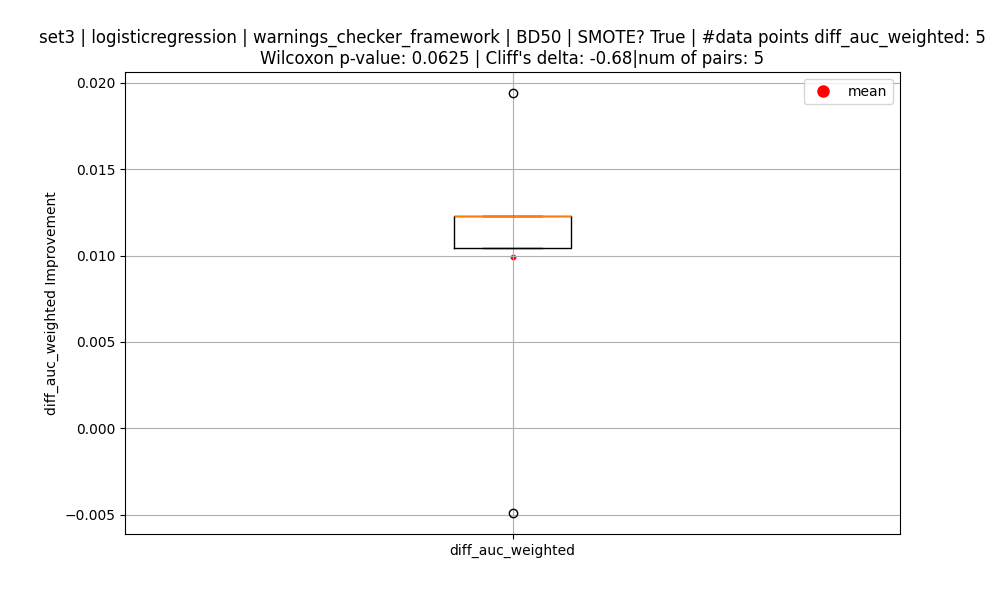 set3 | logisticregression | warnings_checker_framework | BD50 | SMOTE? True | #data points diff_auc_weighted: 5
Wilcoxon p-value: 0.0625 | Cliff's delta: -0.68|num of pairs: 5
mean
0.020
0.015
0.010
0.005
0.000
−0.005
diff_auc_weighted Improvement
diff_auc_weighted